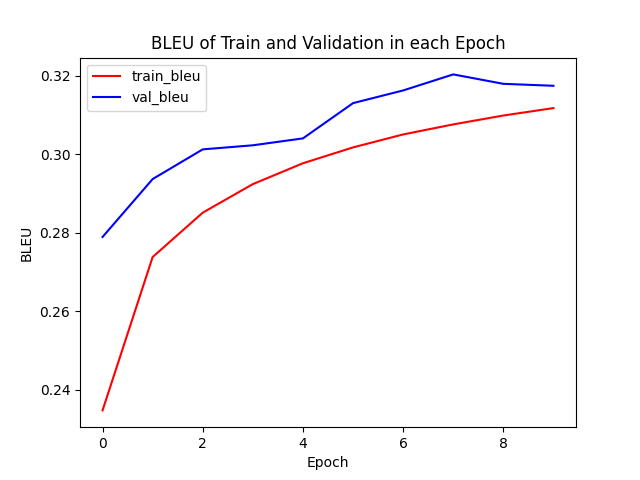 BLEU of Train and Validation in each Epoch
train_bleu
val_bleu
0.32
0.30
0.28
0.26
0.24
BLEU
0 2 4 6 8
Epoch